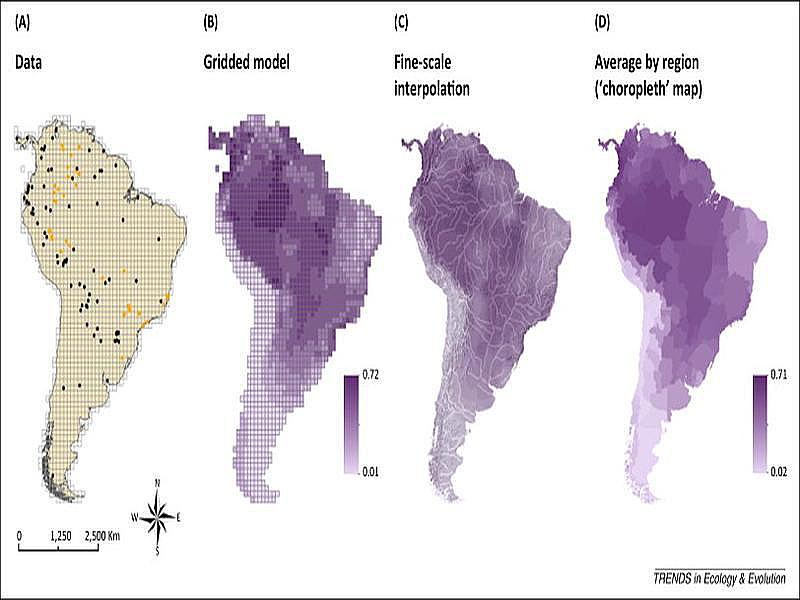 (A)
Data
(B)
Gridded model
(C)
Fine-scale
interpolation
(D)
Average by region
(‘choropleth’ map)
0.72
0.01
0.71
0.02
N
W
E
S
0
1,250
2,500 Km
TRENDS in Ecology & Evolution